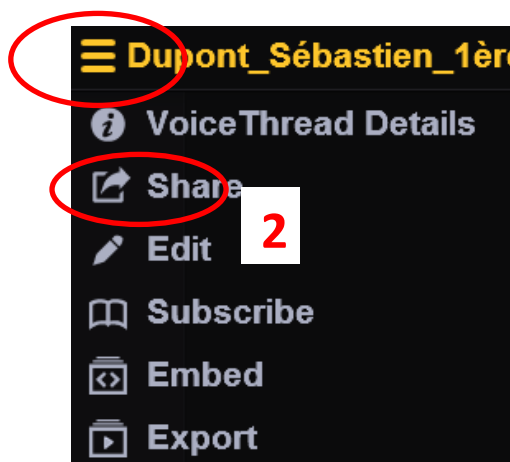 Dupont_Sébastien_1ère
VoiceThread Details
Share
2
Edit
Subscribe
Embed
Export